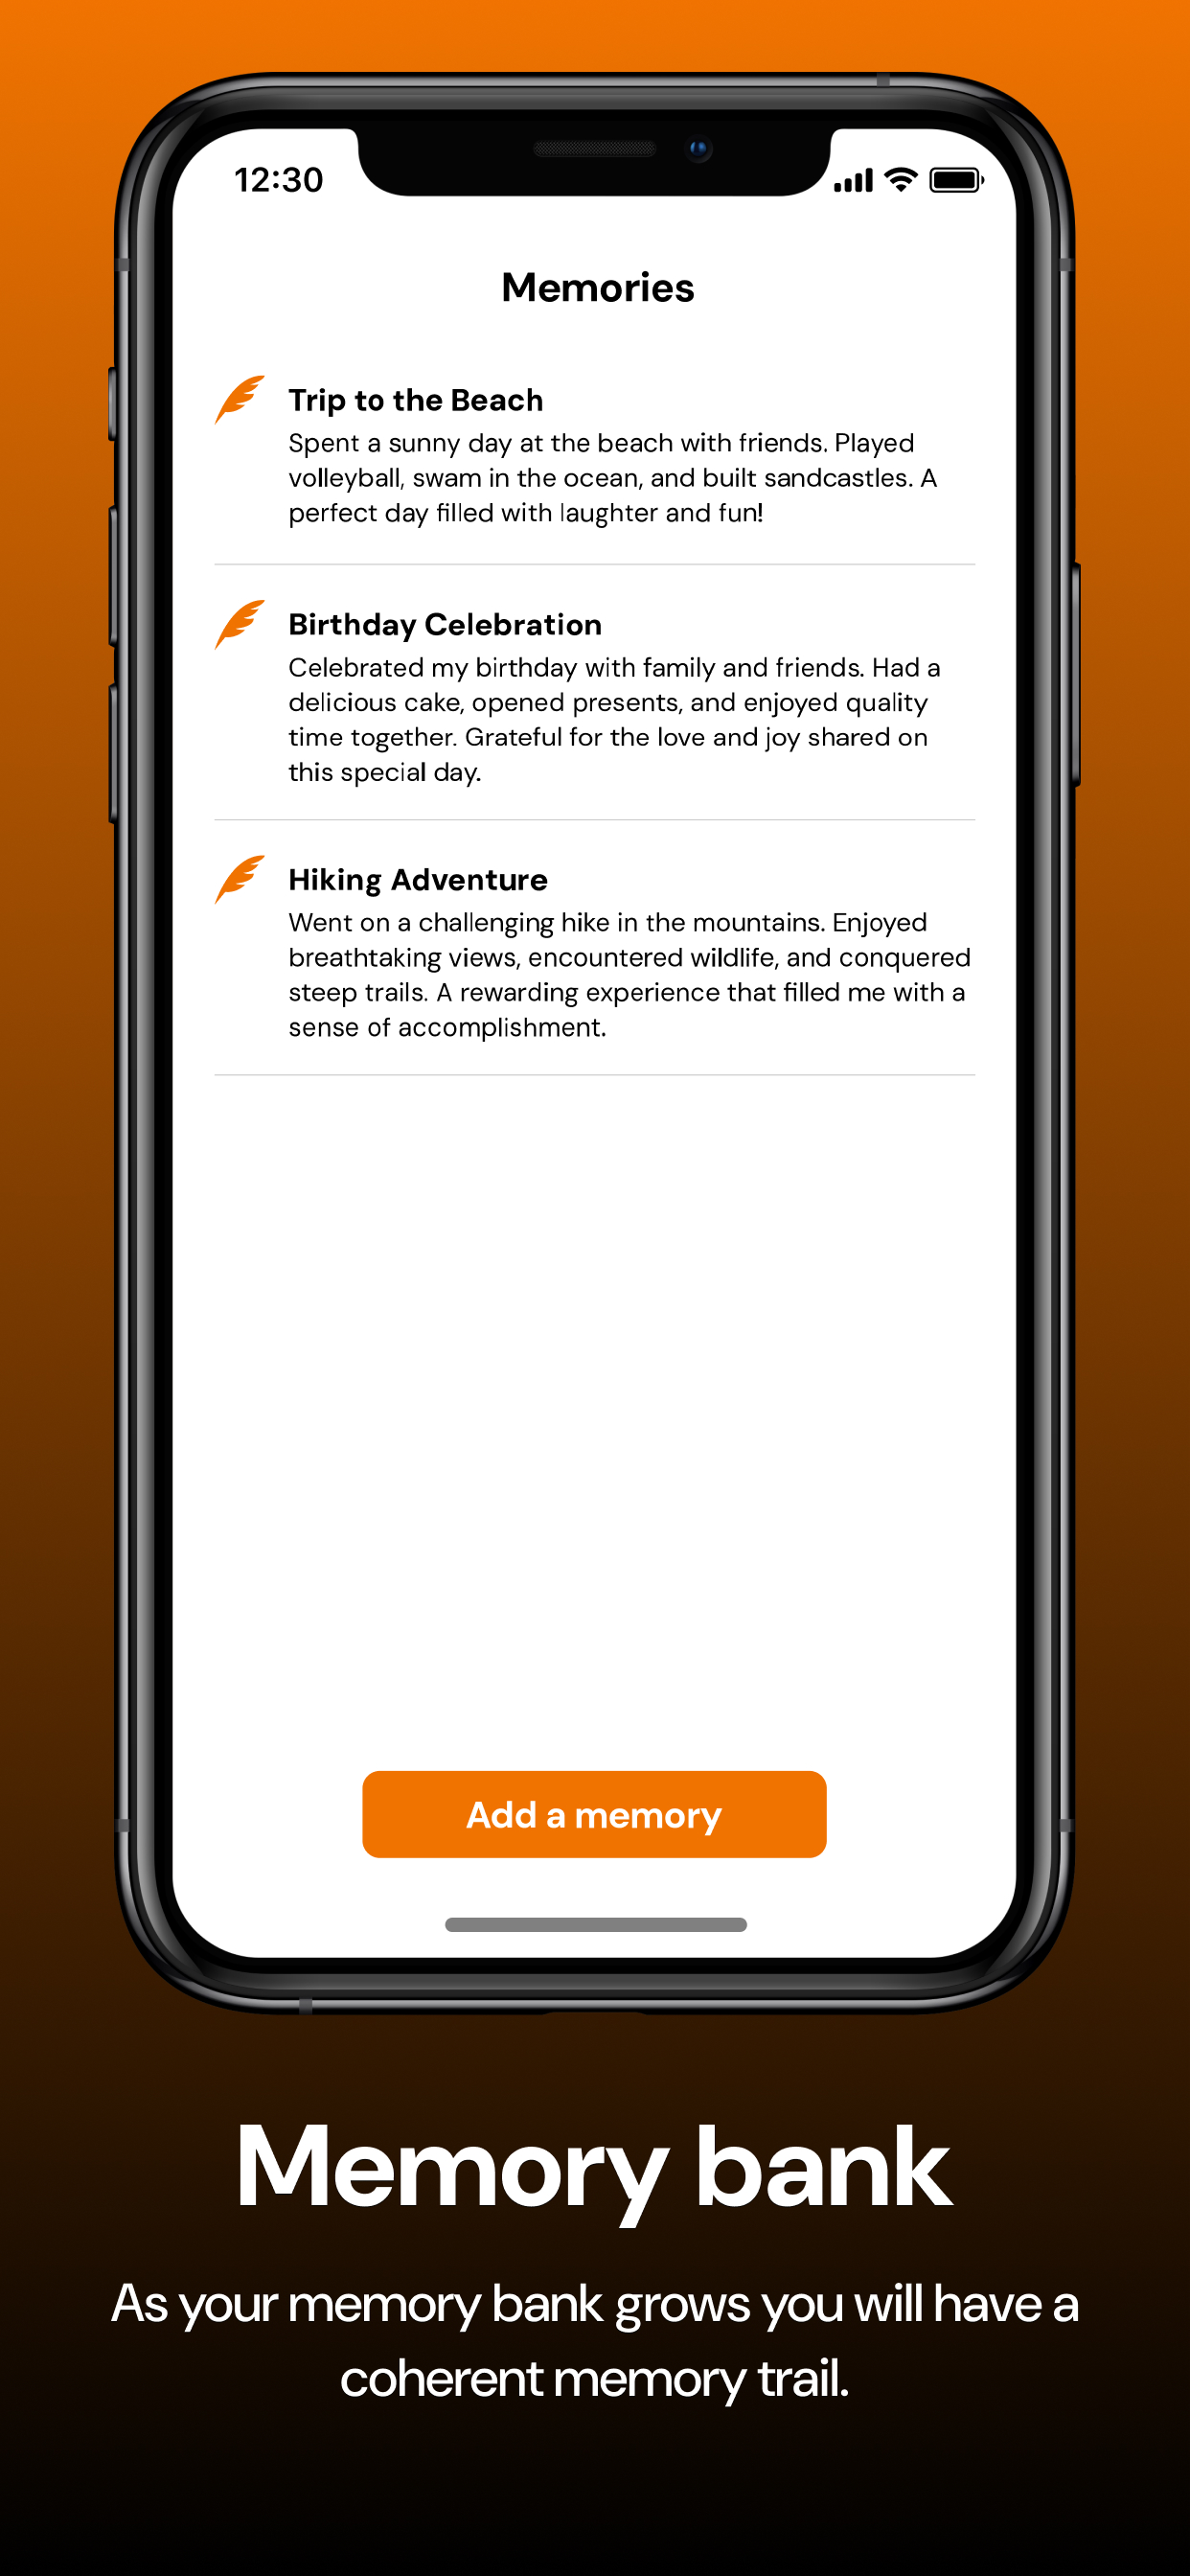 12:30
Memories
Trip to the Beach
Spent a sunny day at the beach with friends. Played
volleyball, swam in the ocean, and built sandcastles. A
perfect day filled with laughter and fun!
Birthday Celebration
Celebrated my birthday with family and friends. Had a
delicious cake, opened presents, and enjoyed quality
time together. Grateful for the love and joy shared on
this special day.
Hiking Adventure
Went on a challenging hike in the mountains. Enjoyed
breathtaking views, encountered wildlife, and conquered
steep trails. A rewarding experience that filled me with a
sense of accomplishment.
Add a memory
Memory bank
As your memory bank grows you will have a
coherent memory trail.